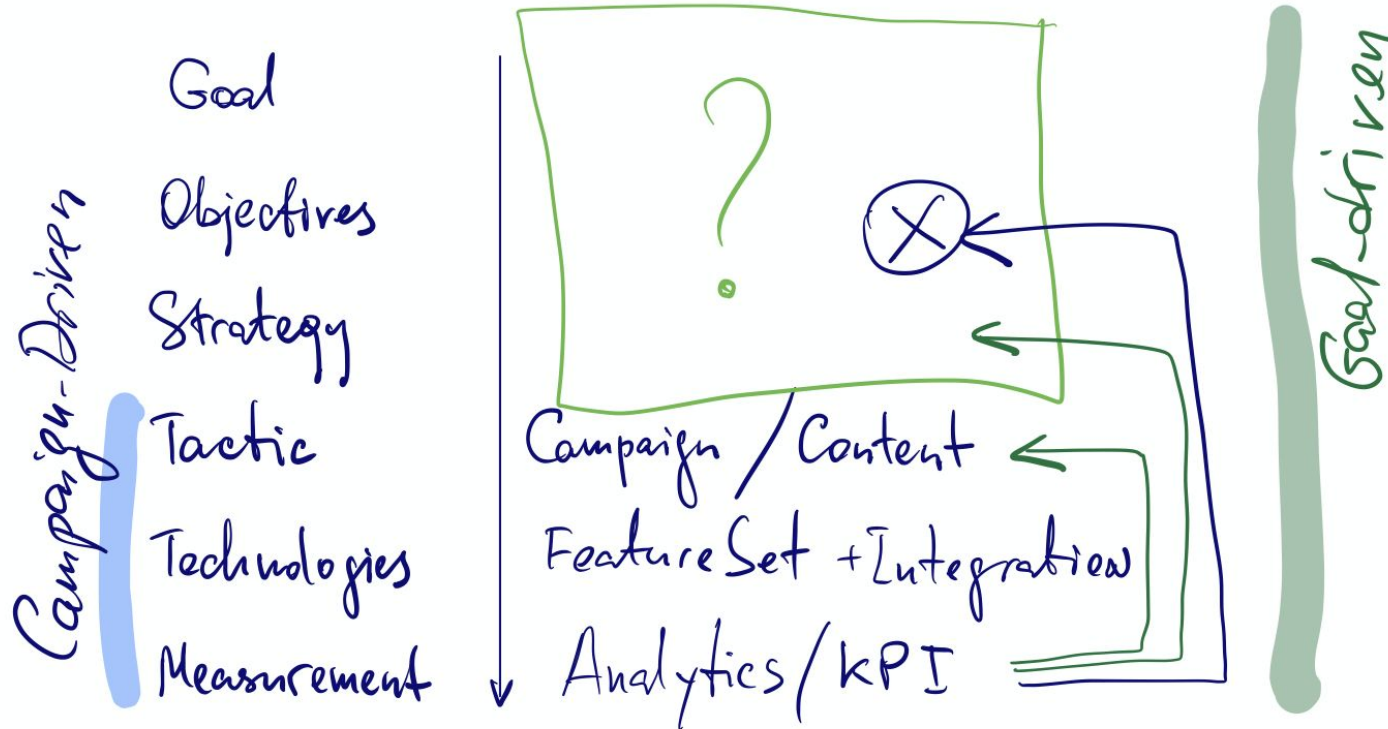 Goal
Objectives
Strategy
Tactic
Technologies
Measurement
Campaign-Driven
?
X
Campaign / Content
FeatureSet + Integration
Analytics/KPI
Goal-driven